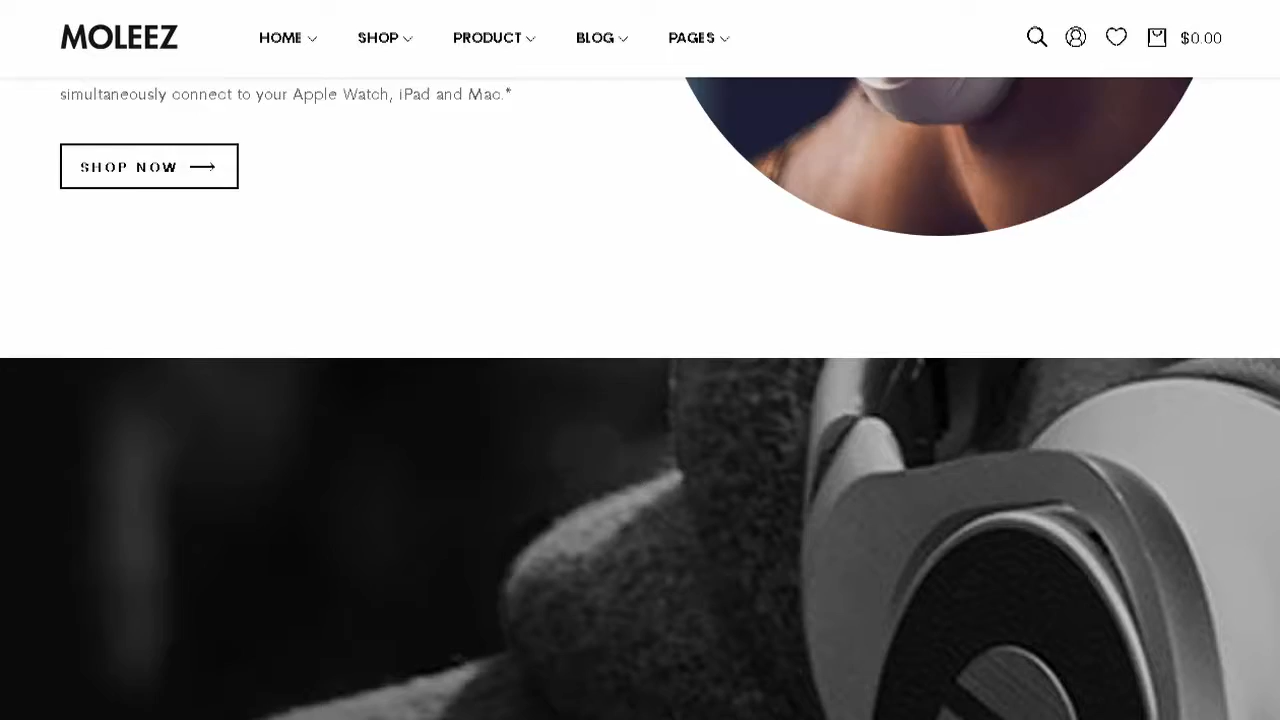 MOLEEZ HOME SHOP PRODUCT BLOG PAGES $0.00
simultaneously connect to your Apple Watch, iPad and Mac.*
SHOP NOW